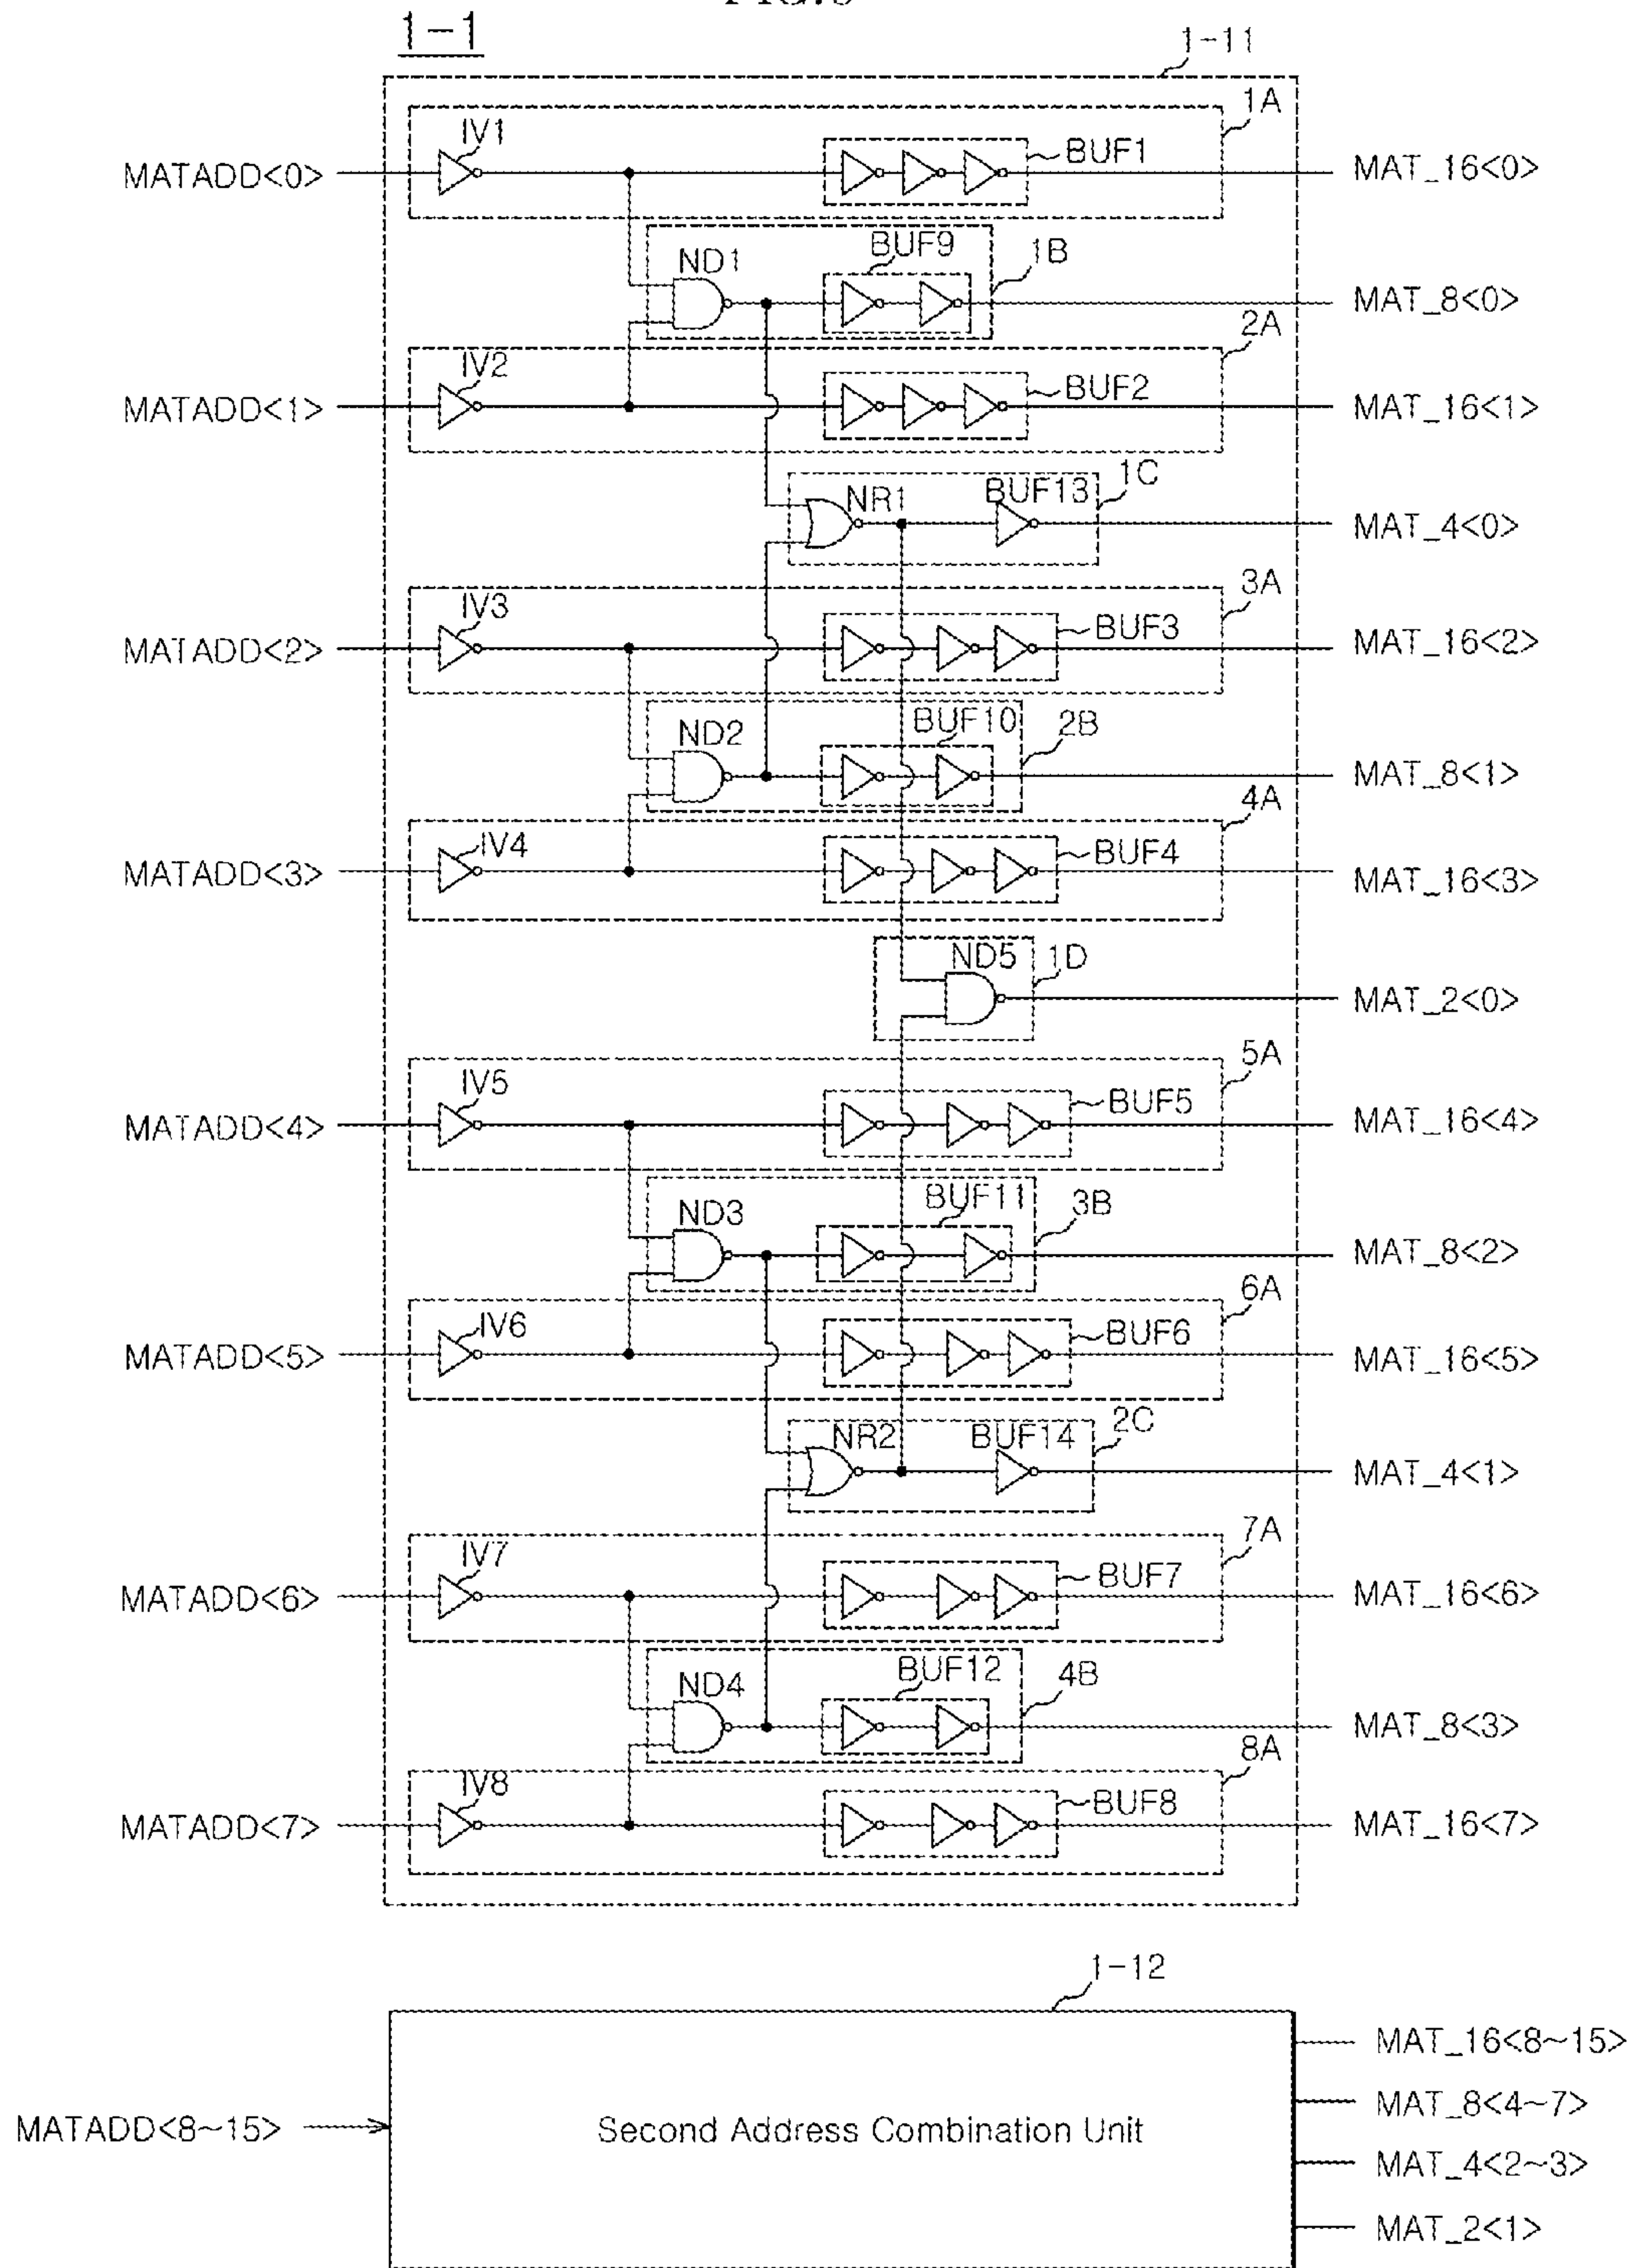 1-1
1-11
1A
IV1
MATADD<0>
BUF1
MAT_16<0>
BUF9
1B
ND1
MAT_8<0>
2A
IV2
MATADD<1>
BUF2
MAT_16<1>
1C
NR1
BUF13
MAT_4<0>
3A
IV3
MATADD<2>
BUF3
MAT_16<2>
BUF10
2B
ND2
MAT_8<1>
4A
IV4
MATADD<3>
BUF4
MAT_16<3>
ND5
1D
MAT_2<0>
5A
IV5
MATADD<4>
BUF5
MAT_16<4>
BUF11
3B
ND3
MAT_8<2>
6A
IV6
MATADD<5>
BUF6
MAT_16<5>
2C
NR2
BUF14
MAT_4<1>
7A
IV7
MATADD<6>
BUF7
MAT_16<6>
BUF12
4B
ND4
MAT_8<3>
8A
IV8
MATADD<7>
BUF8
MAT_16<7>
1-12
MATADD<8~15>
Second Address Combination Unit
MAT_16<8~15>
MAT_8<4~7>
MAT_4<2~3>
MAT_2<1>